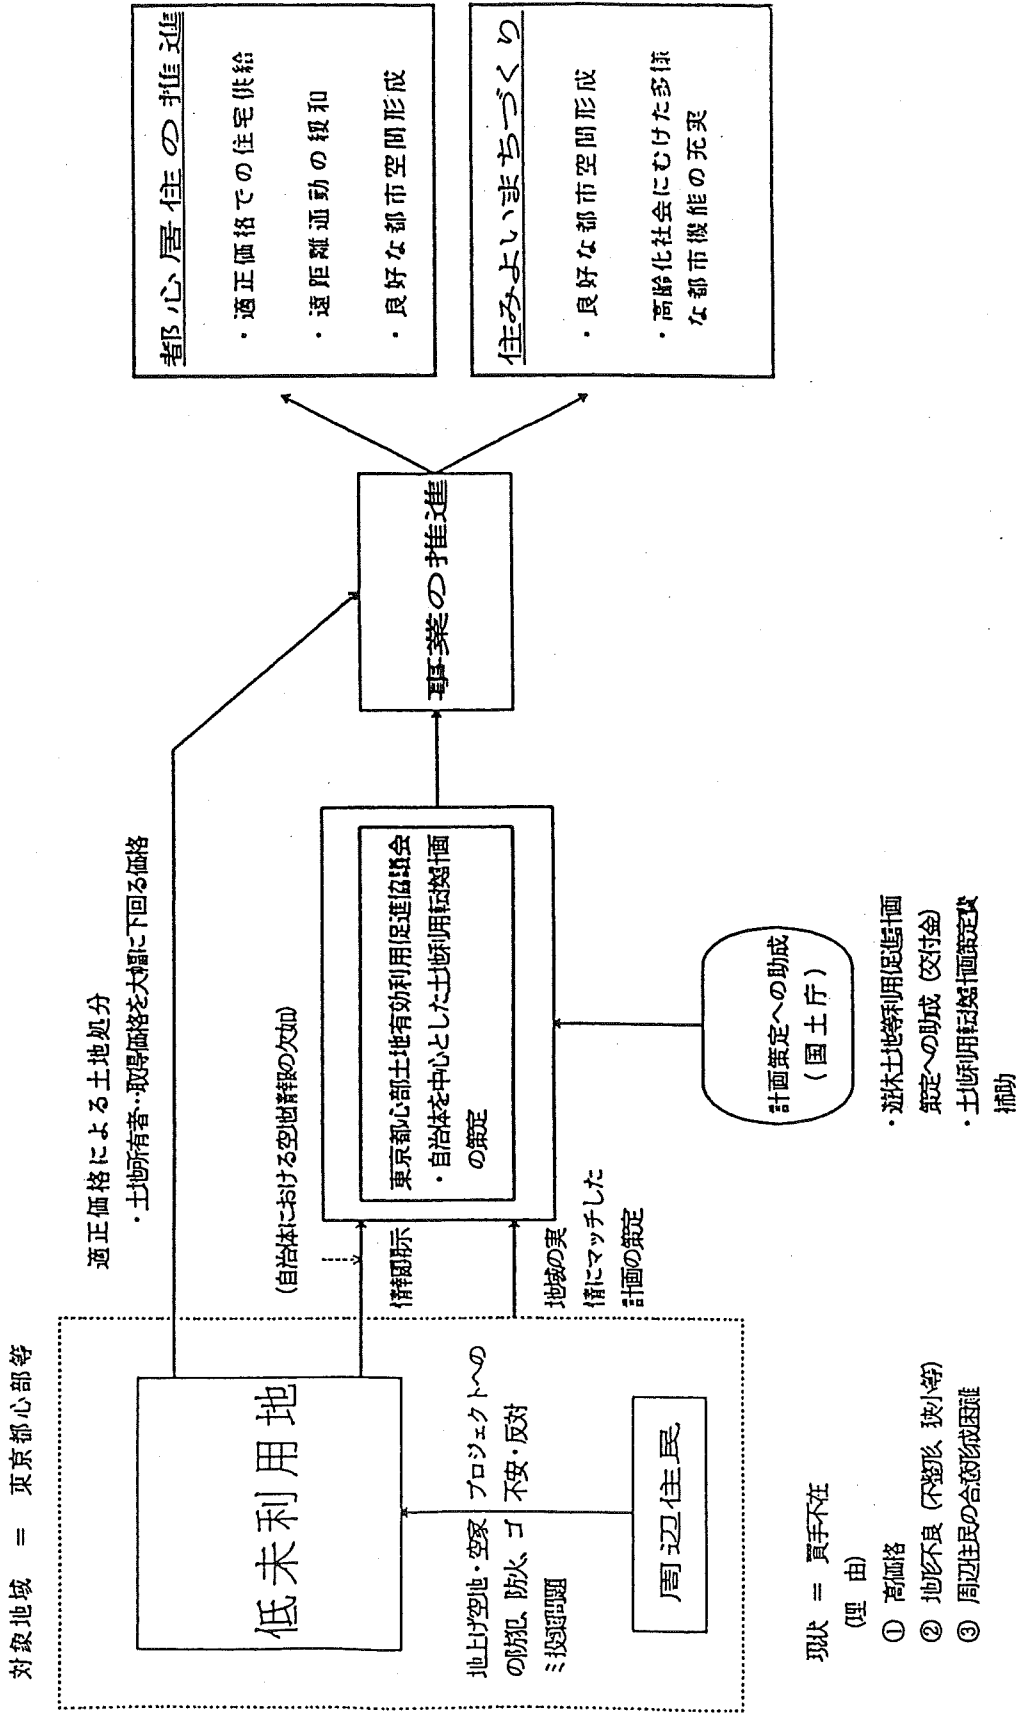 対象地域 = 東京都心部等
低未利用地
地上げ空地・空家
の防犯、防火、ゴ
ミ投棄問題
プロジェクトへの
不安・反対
周辺住民
現状 = 買手不在
(理 由)
① 高価格
② 地形不良 (不整形、狭小等)
③ 周辺住民の合意形成困難
適正価格による土地処分
・土地所有者‥取得価格を大幅に下回る価格
(自治体における空地情報の欠如)
情報開示
地域の実
情にマッチした
計画の策定
東京都心部土地有効利用促進協議会
・自治体を中心とした土地利用転換計画
の策定
計画策定への助成
(国土庁)
・遊休土地等利用促進計画
策定への助成 (交付金)
・土地利用転換計画策定費
補助
事業の推進
都心居住の推進
・適正価格での住宅供給
・遠距離通勤の緩和
・良好な都市空間形成
住みよいまちづくり
・良好な都市空間形成
・高齢化社会にむけた多様
な都市機能の充実